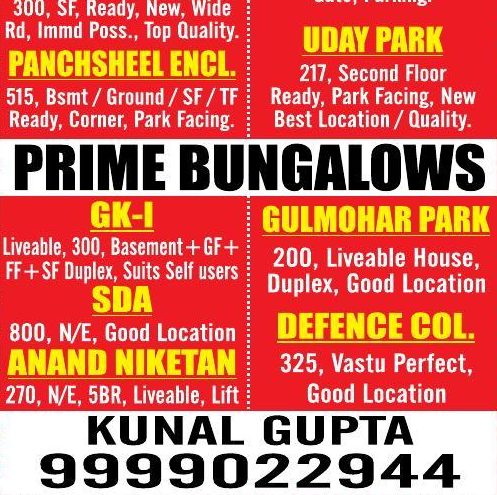 300, SF, Ready, New, Wide
Rd, Immd Poss., Top Quality.
PANCHSHEEL ENCL.
515, Bsmt / Ground / SF / TF
Ready, Corner, Park Facing.
UDAY PARK
217, Second Floor
Ready, Park Facing, New
Best Location / Quality.
PRIME BUNGALOWS
GK-I
Liveable, 300, Basement+GF+
FF+SF Duplex, Suits Self users
SDA
800, N/E, Good Location
ANAND NIKETAN
270, N/E, 5BR, Liveable, Lift
GULMOHAR PARK
200, Liveable House,
Duplex, Good Location
DEFENCE COL.
325, Vastu Perfect,
Good Location
KUNAL GUPTA
9999022944